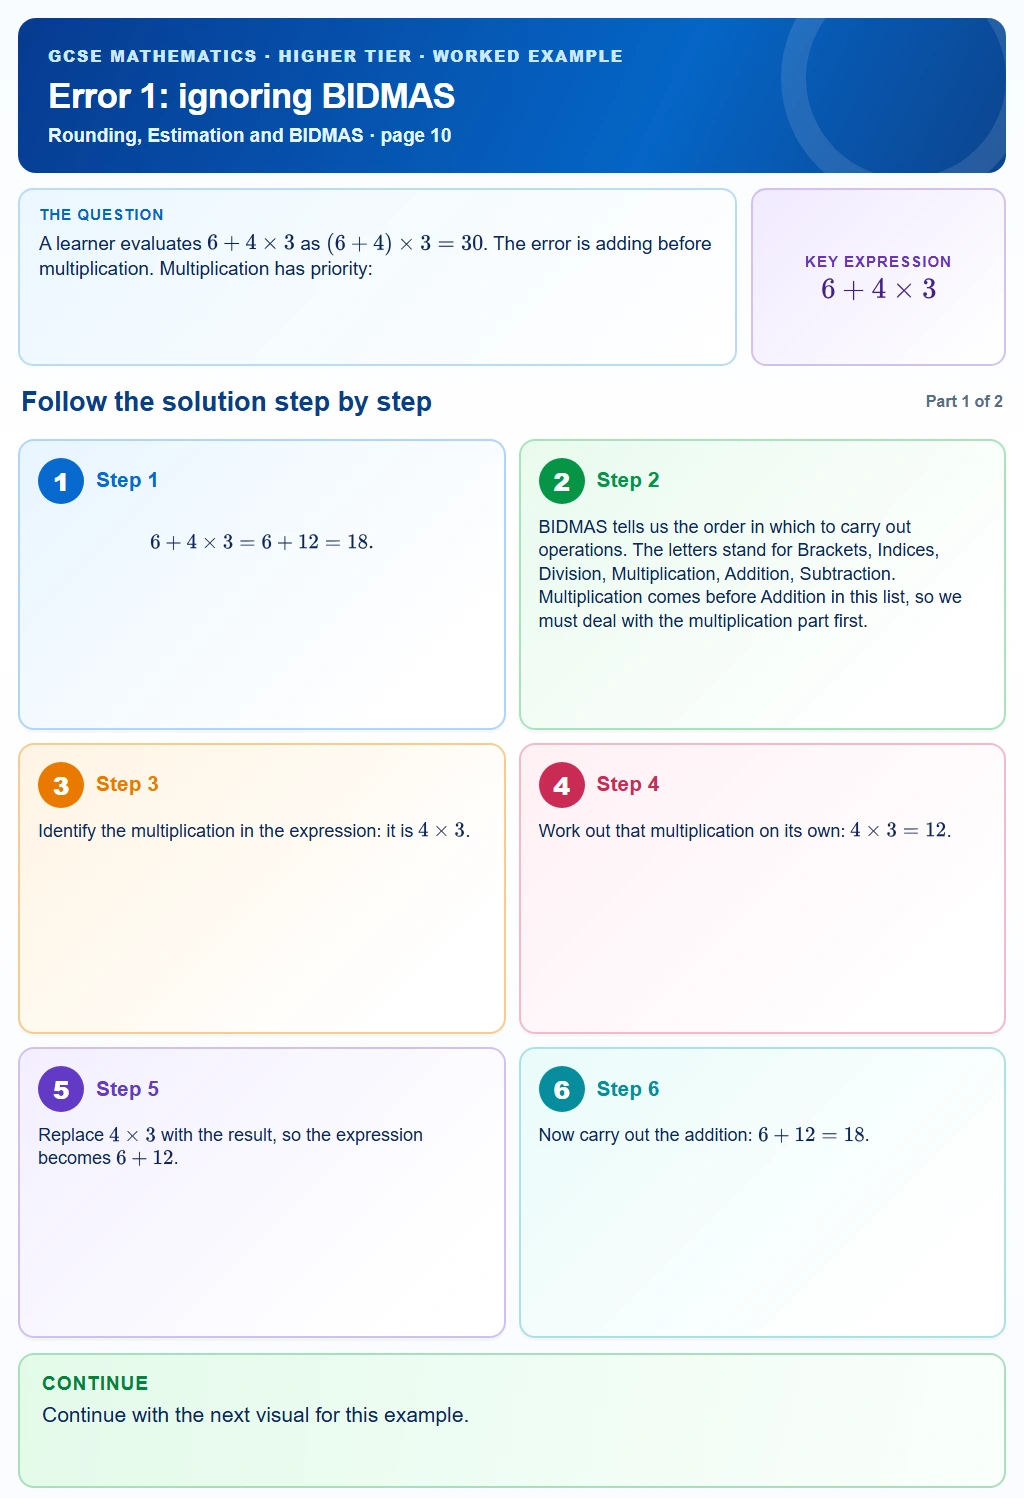 GCSE MATHEMATICS · HIGHER TIER · WORKED EXAMPLE
Error 1: ignoring BIDMAS
Rounding, Estimation and BIDMAS · page 10
THE QUESTION
A learner evaluates 6 + 4 × 3 as (6 + 4) × 3 = 30. The error is adding before
multiplication. Multiplication has priority:
KEY EXPRESSION
6 + 4 × 3
Follow the solution step by step
Part 1 of 2
1 Step 1
6 + 4 × 3 = 6 + 12 = 18.
2 Step 2
BIDMAS tells us the order in which to carry out
operations. The letters stand for Brackets, Indices,
Division, Multiplication, Addition, Subtraction.
Multiplication comes before Addition in this list, so we
must deal with the multiplication part first.
3 Step 3
Identify the multiplication in the expression: it is 4 × 3.
4 Step 4
Work out that multiplication on its own: 4 × 3 = 12.
5 Step 5
Replace 4 × 3 with the result, so the expression
becomes 6 + 12.
6 Step 6
Now carry out the addition: 6 + 12 = 18.
CONTINUE
Continue with the next visual for this example.